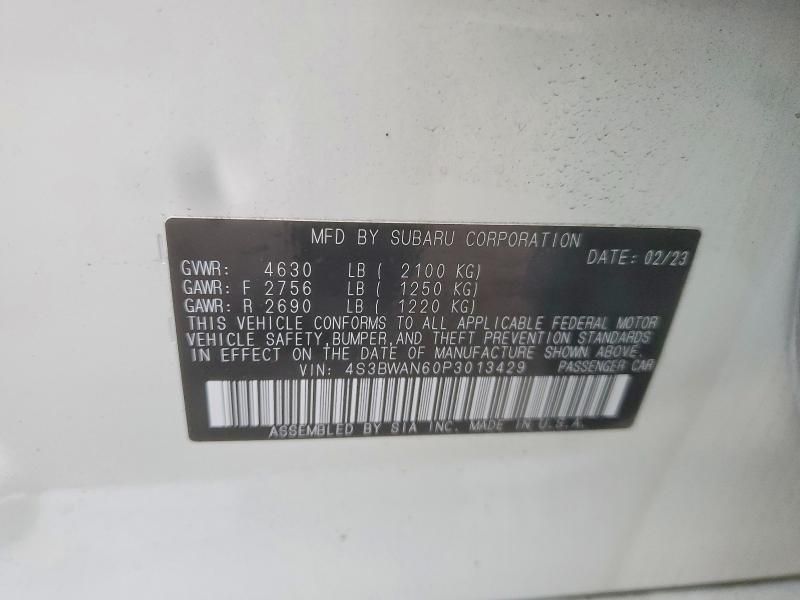 MFD BY SUBARU CORPORATION
DATE: 02/23
GVWR: 4630 LB ( 2100 KG)
GAWR: F 2756 LB ( 1250 KG)
GAWR: R 2690 LB ( 1220 KG)
THIS VEHICLE CONFORMS TO ALL APPLICABLE FEDERAL MOTOR
VEHICLE SAFETY, BUMPER, AND THEFT PREVENTION STANDARDS
IN EFFECT ON THE DATE OF MANUFACTURE SHOWN ABOVE.
VIN: 4S3BWAN60P3013429 PASSENGER CAR
ASSEMBLED BY SIA INC. MADE IN U.S.A.